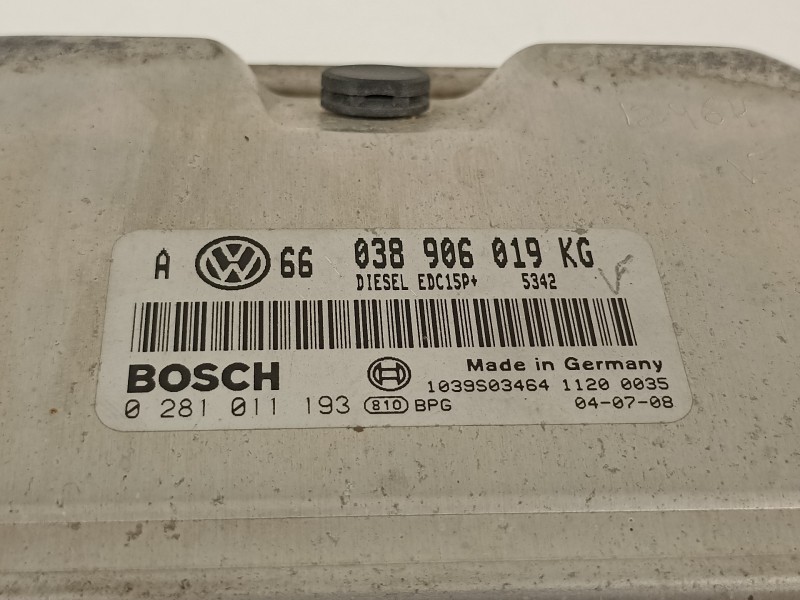 A VW 66 038 906 019 KG
DIESEL EDC15P+ 5342
BOSCH Made in Germany
1039S03464 1120 0035
0 281 011 193 810 BPG 04-07-08